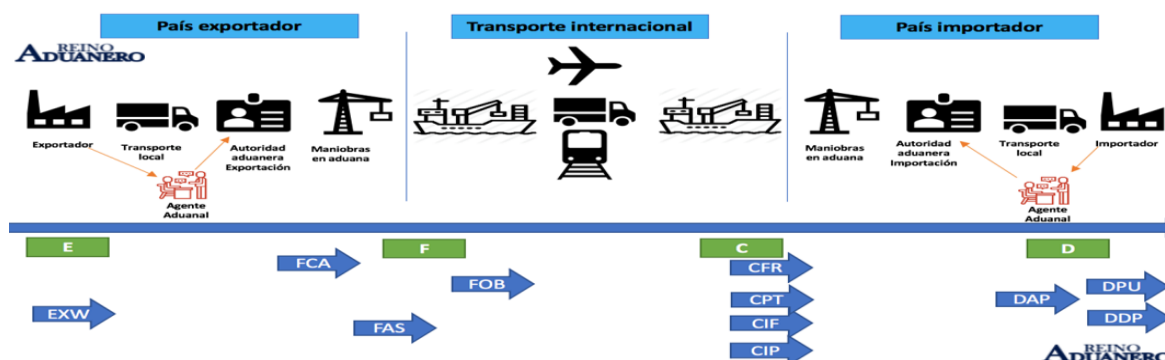 País exportador
Transporte internacional
País importador
REINO
ADUANERO
Exportador
Transporte
local
Autoridad
aduanera
Exportación
Maniobras
en aduana
Agente
Aduanal
Maniobras
en aduana
Autoridad
aduanera
Importación
Transporte
local
Importador
Agente
Aduanal
E
F
C
D
FCA
CFR
FOB
DPU
CPT
DAP
EXW
FAS
CIF
DDP
CIP
REINO
ADUANERO